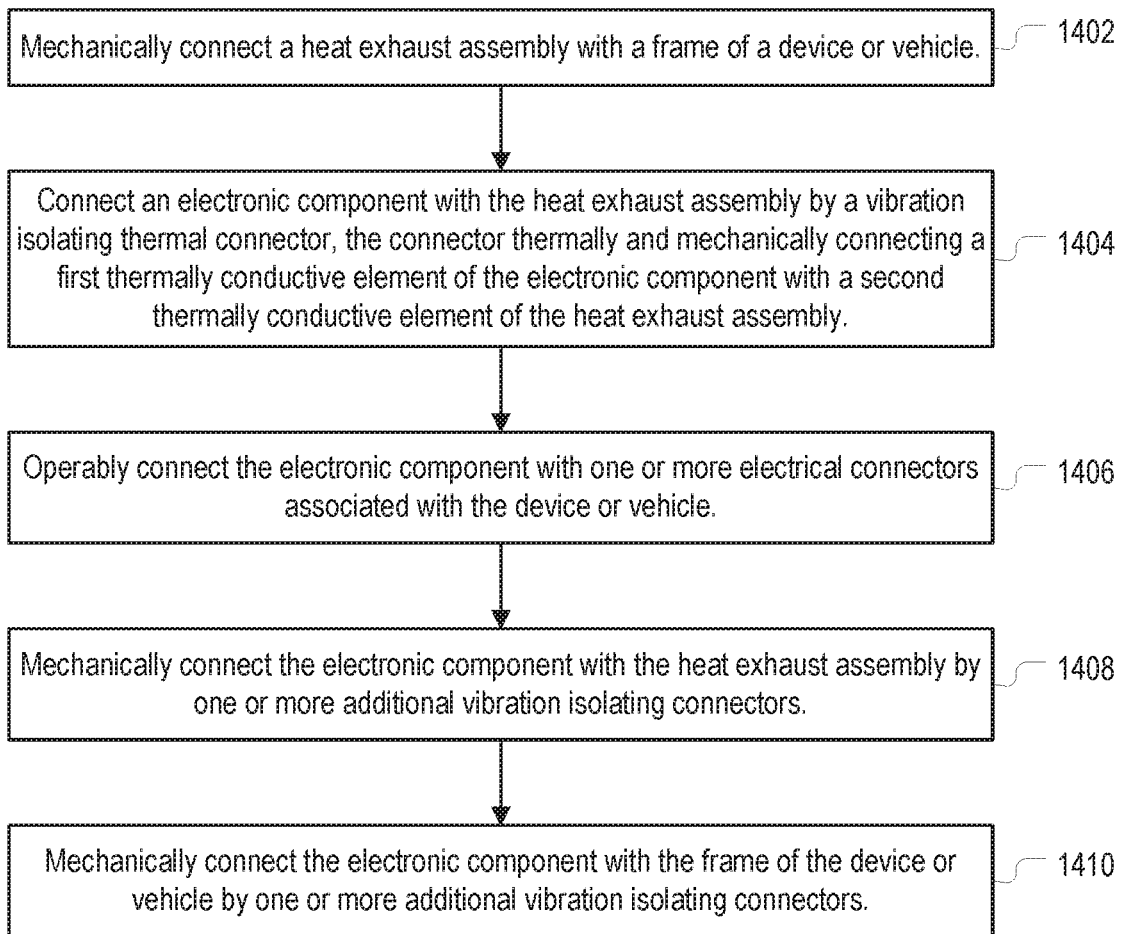 Mechanically connect a heat exhaust assembly with a frame of a device or vehicle.
1402
Connect an electronic component with the heat exhaust assembly by a vibration
isolating thermal connector, the connector thermally and mechanically connecting a
first thermally conductive element of the electronic component with a second
thermally conductive element of the heat exhaust assembly.
1404
Operably connect the electronic component with one or more electrical connectors
associated with the device or vehicle.
1406
Mechanically connect the electronic component with the heat exhaust assembly by
one or more additional vibration isolating connectors.
1408
Mechanically connect the electronic component with the frame of the device or
vehicle by one or more additional vibration isolating connectors.
1410